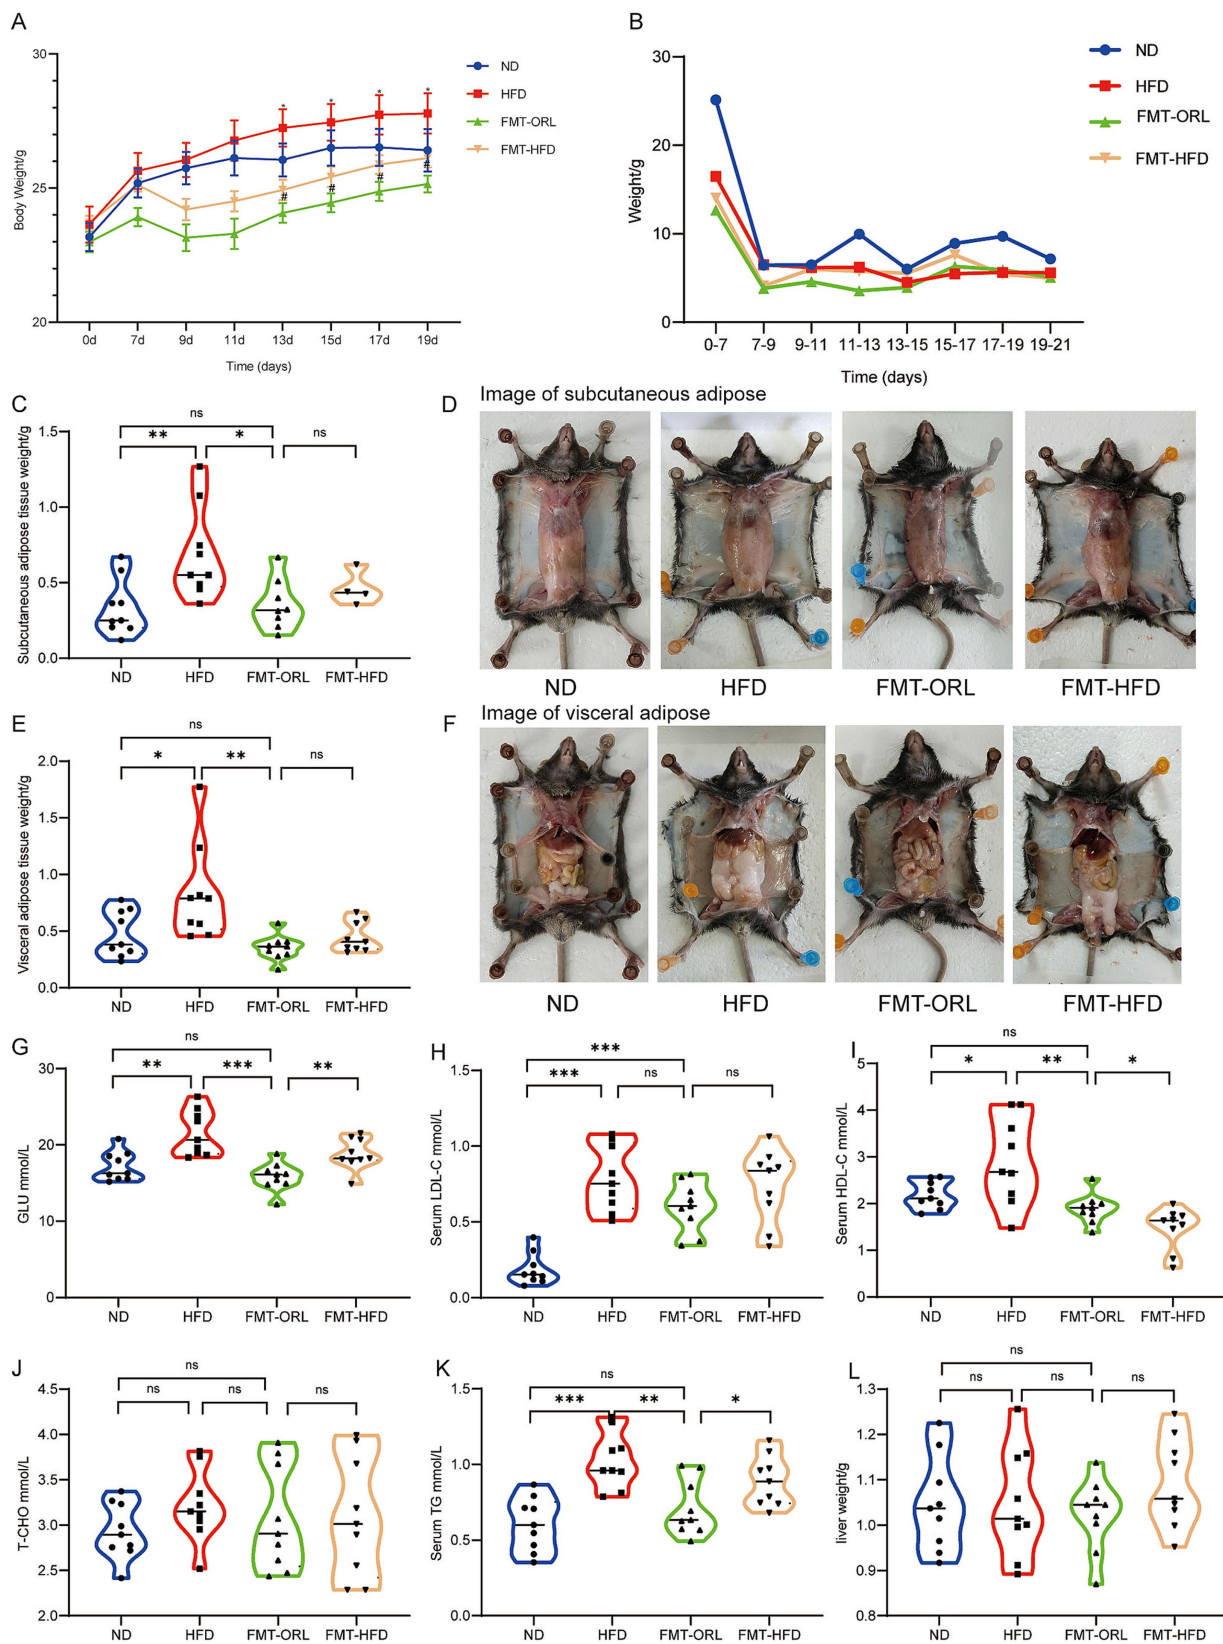 A
30
25
20
Body Weight/g
* * * *
# # # #
0d 7d 9d 11d 13d 15d 17d 19d
Time (days)
ND
HFD
FMT-ORL
FMT-HFD
B
30
20
10
0
Weight/g
0-7 7-9 9-11 11-13 13-15 15-17 17-19 19-21
Time (days)
ND
HFD
FMT-ORL
FMT-HFD
C
ns
** * ns
1.5
1.0
0.5
0.0
Subcutaneous adipose tissue weight/g
ND HFD FMT-ORL FMT-HFD
D
Image of subcutaneous adipose
ND HFD FMT-ORL FMT-HFD
E
ns
* ** ns
2.0
1.5
1.0
0.5
0.0
Visceral adipose tissue weight/g
ND HFD FMT-ORL FMT-HFD
F
Image of visceral adipose
ND HFD FMT-ORL FMT-HFD
G
ns
** *** **
30
20
10
0
GLU mmol/L
ND HFD FMT-ORL FMT-HFD
H
***
*** ns ns
1.5
1.0
0.5
0.0
Serum LDL-C mmol/L
ND HFD FMT-ORL FMT-HFD
I
ns
* ** *
5
4
3
2
1
0
Serum HDL-C mmol/L
ND HFD FMT-ORL FMT-HFD
J
ns
ns ns ns
4.5
4.0
3.5
3.0
2.5
2.0
T-CHO mmol/L
ND HFD FMT-ORL FMT-HFD
K
ns
*** ** *
1.5
1.0
0.5
0.0
Serum TG mmol/L
ND HFD FMT-ORL FMT-HFD
L
ns
ns ns ns
1.3
1.2
1.1
1.0
0.9
0.8
liver weight/g
ND HFD FMT-ORL FMT-HFD